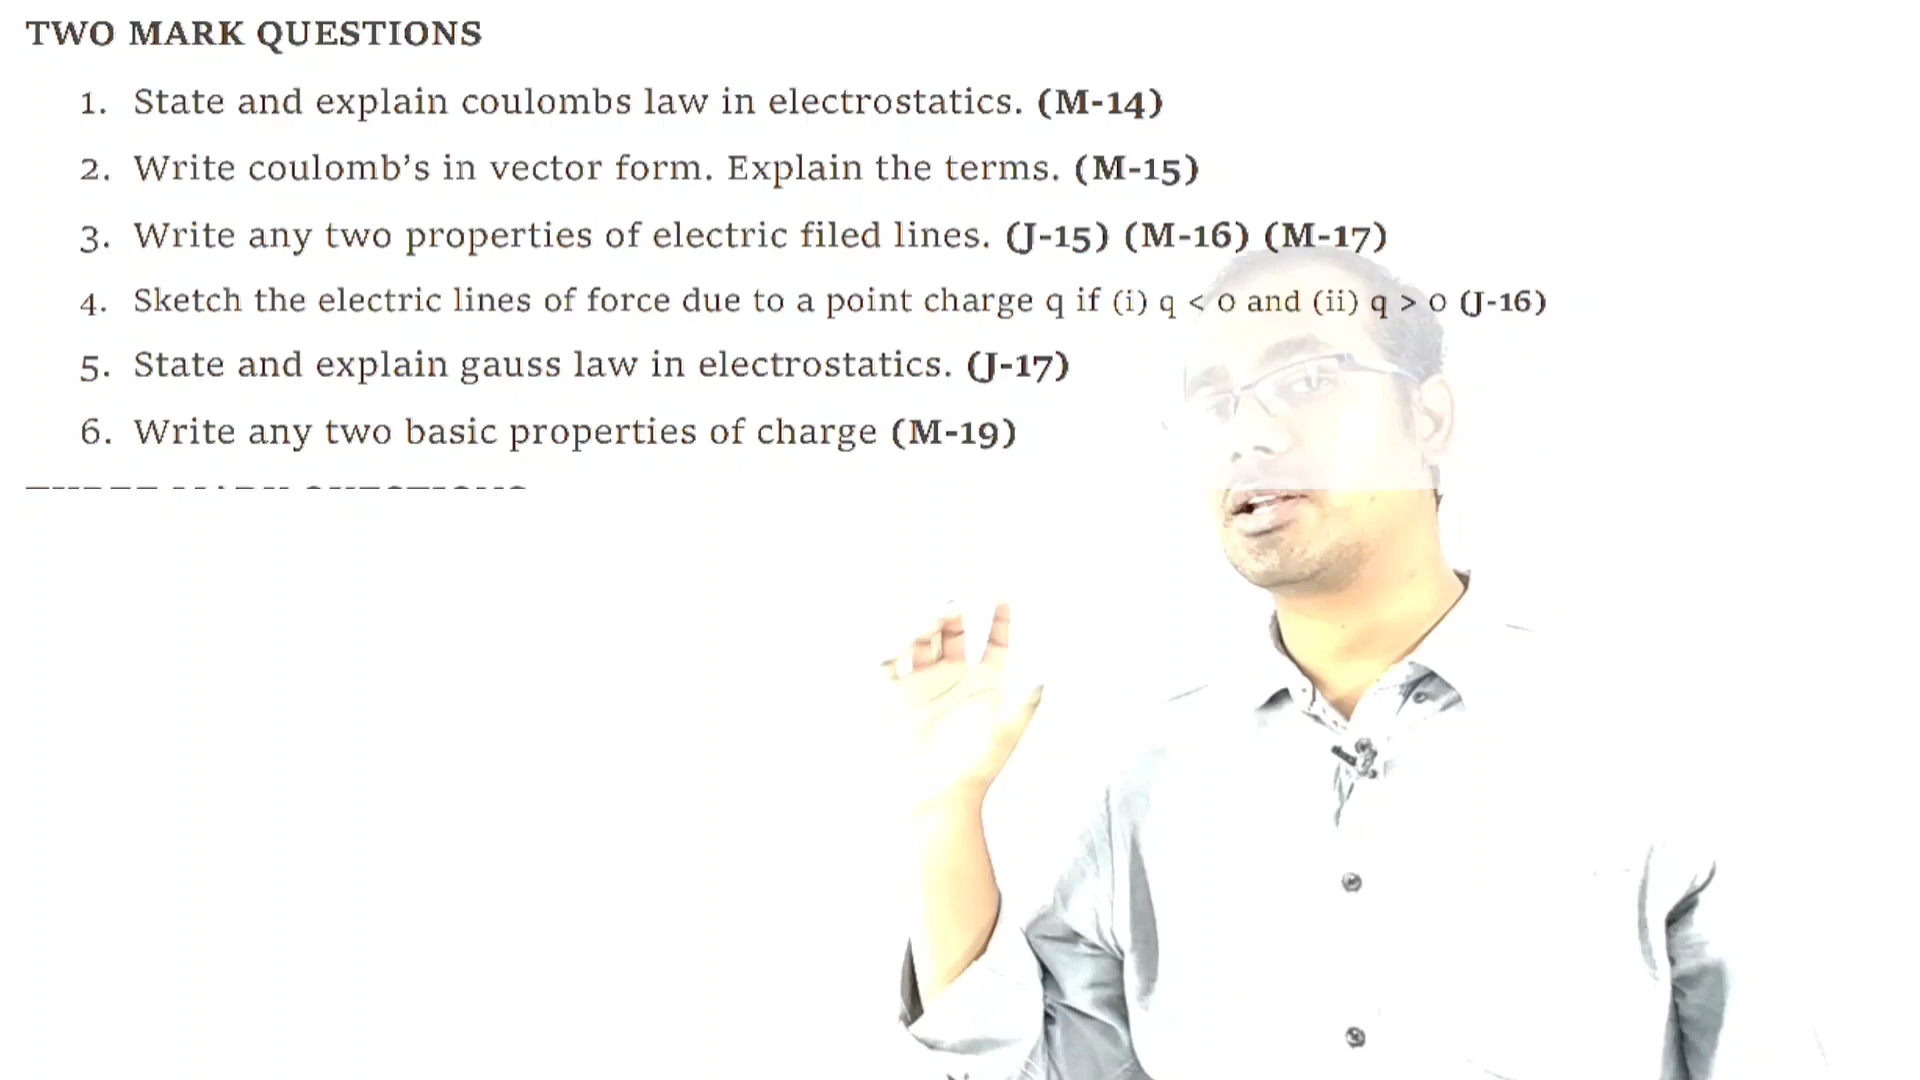 TWO MARK QUESTIONS
1. State and explain coulombs law in electrostatics. (M-14)
2. Write coulomb’s in vector form. Explain the terms. (M-15)
3. Write any two properties of electric filed lines. (J-15) (M-16) (M-17)
4. Sketch the electric lines of force due to a point charge q if (i) q < 0 and (ii) q > 0 (J-16)
5. State and explain gauss law in electrostatics. (J-17)
6. Write any two basic properties of charge (M-19)